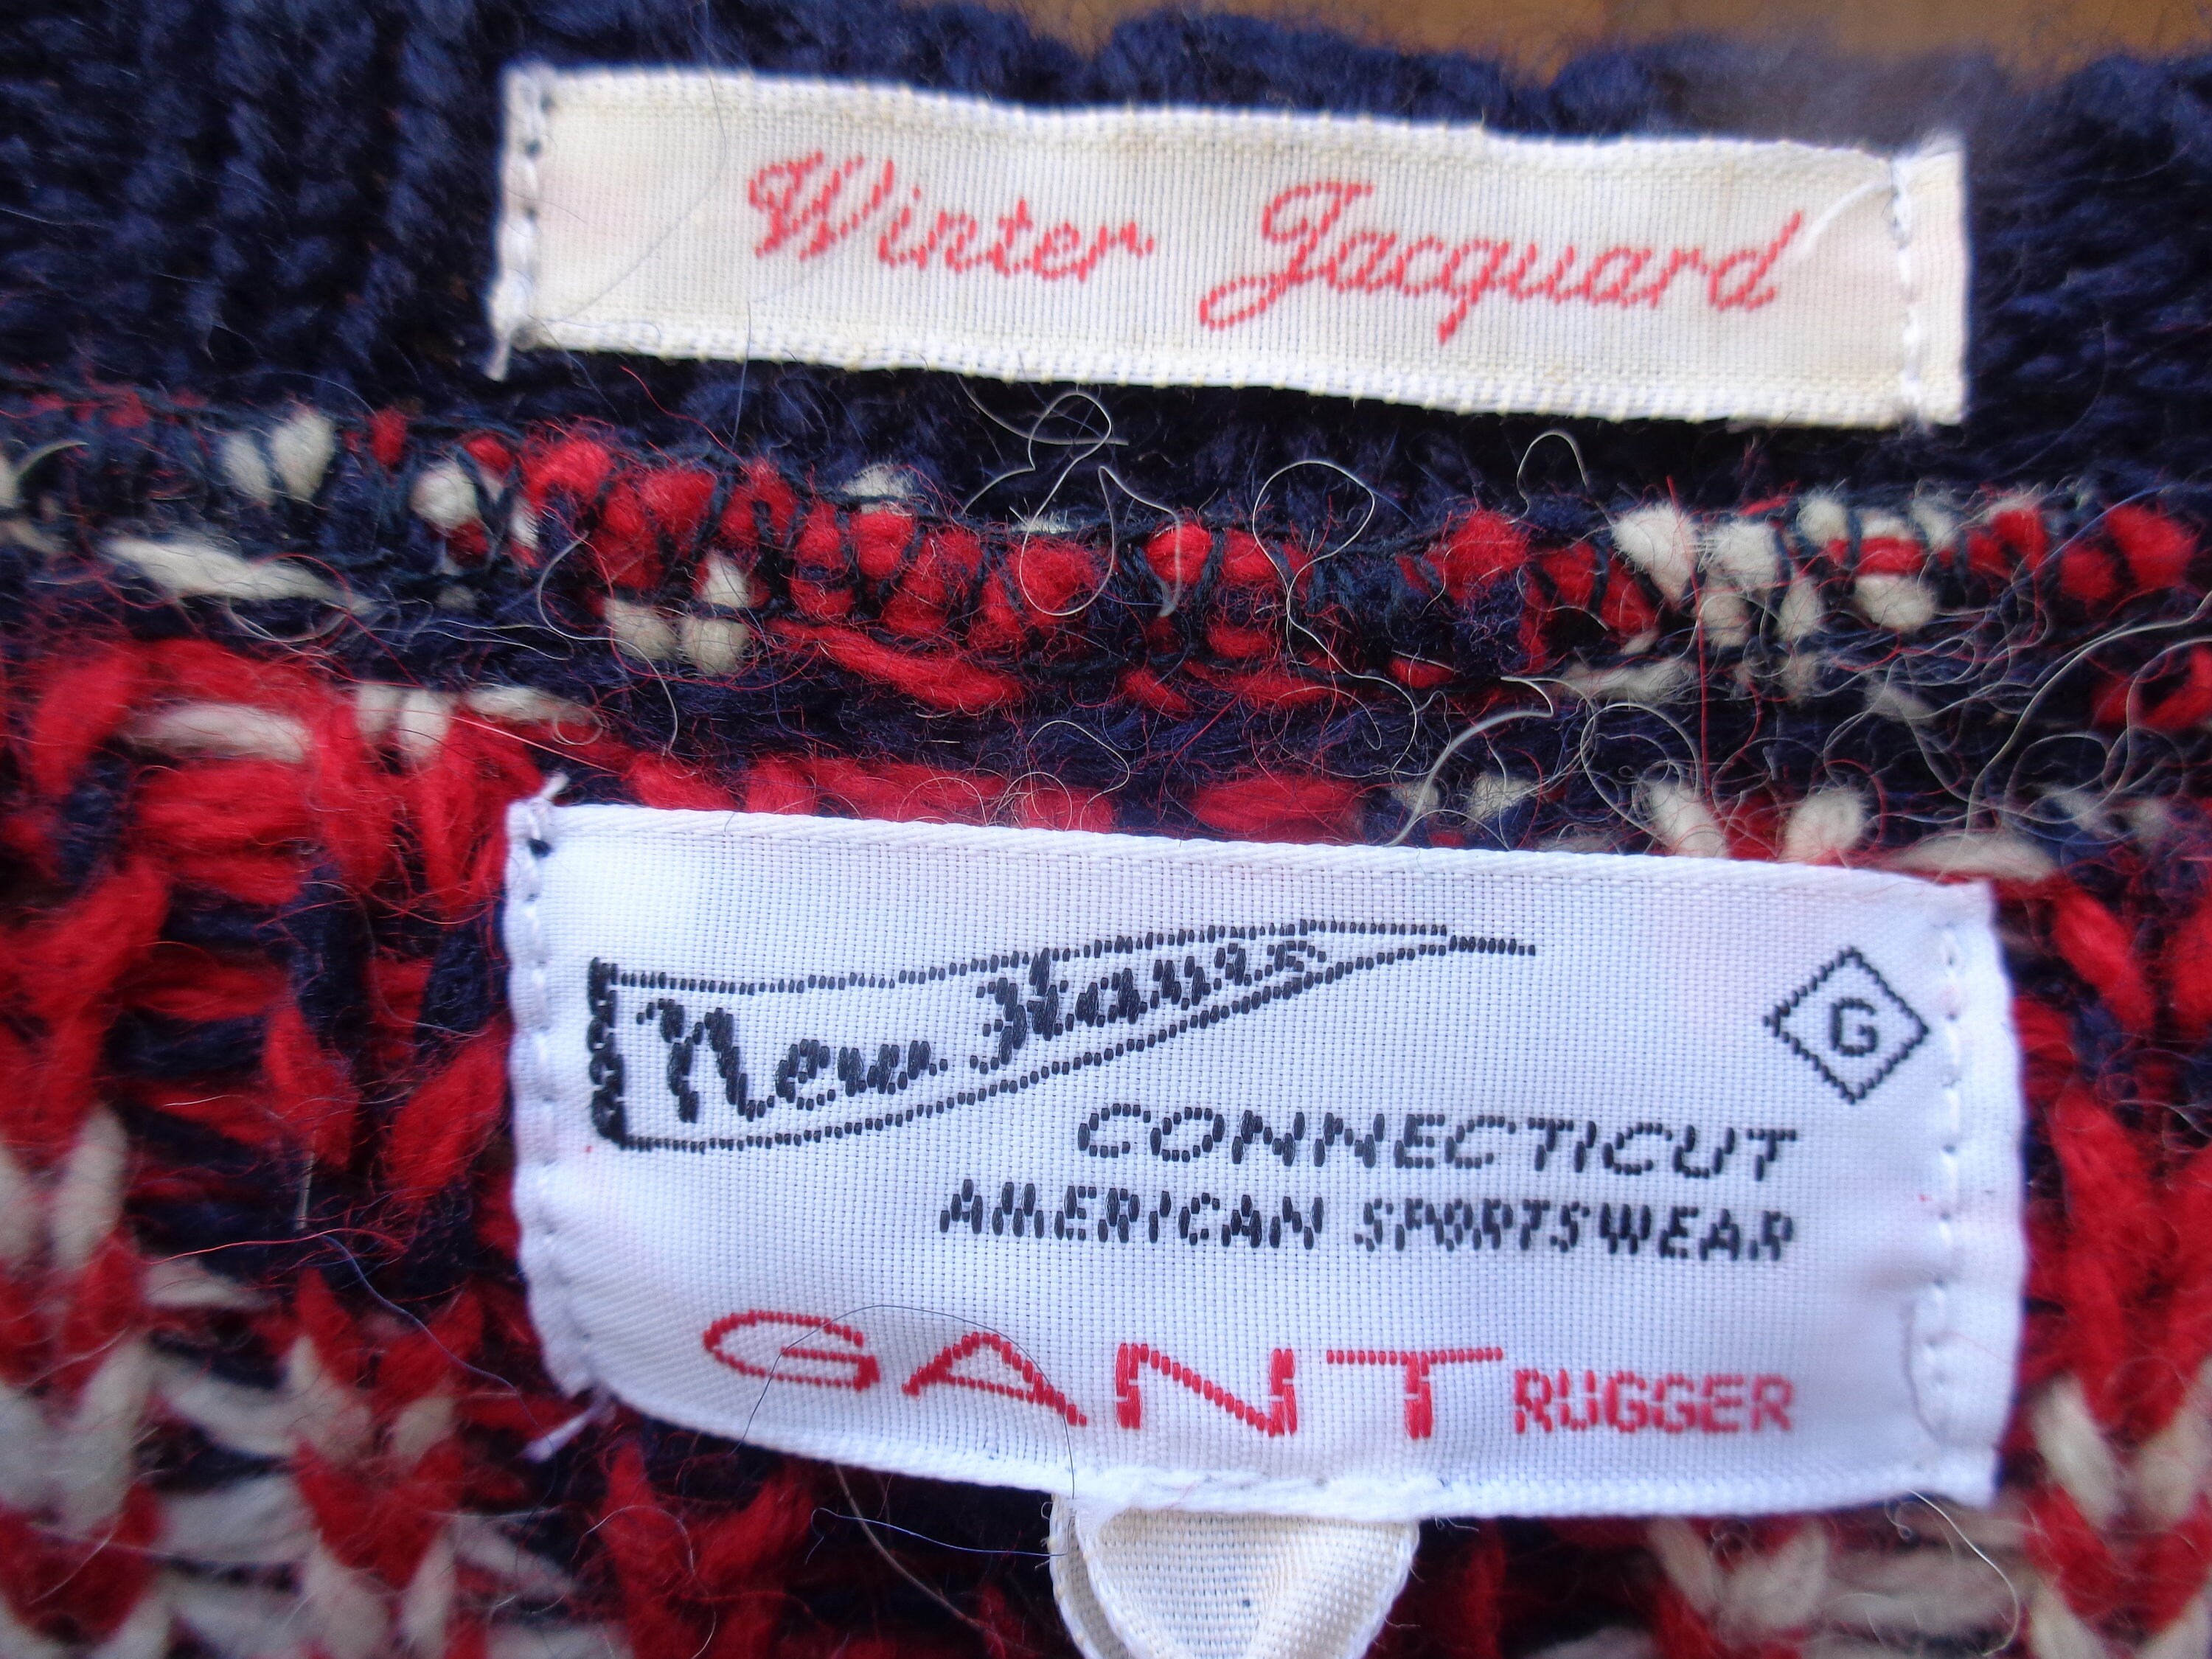 Winter Jacquard
New Haven
G
CONNECTICUT
AMERICAN SPORTSWEAR
GANT RUGGER